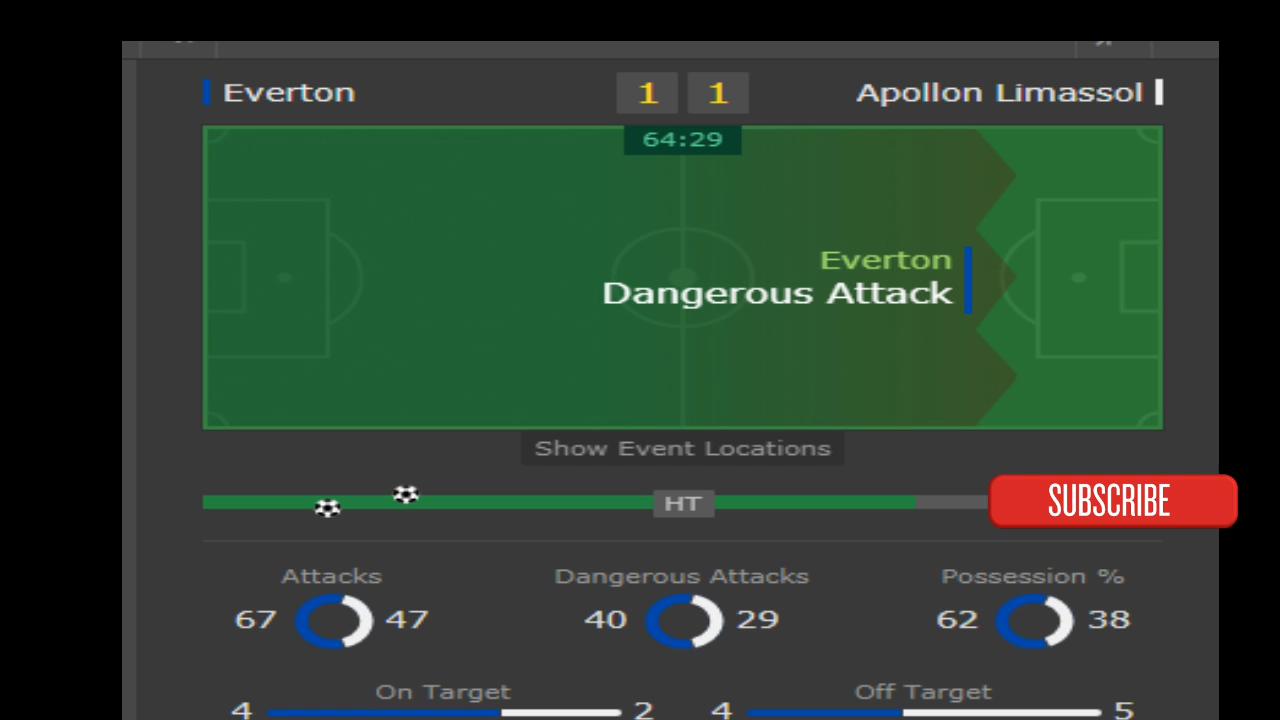 Everton 1 1 Apollon Limassol
64:29
Everton
Dangerous Attack
Show Event Locations
HT
SUBSCRIBE
Attacks Dangerous Attacks Possession %
67 47 40 29 62 38
On Target Off Target
4 2 4 5